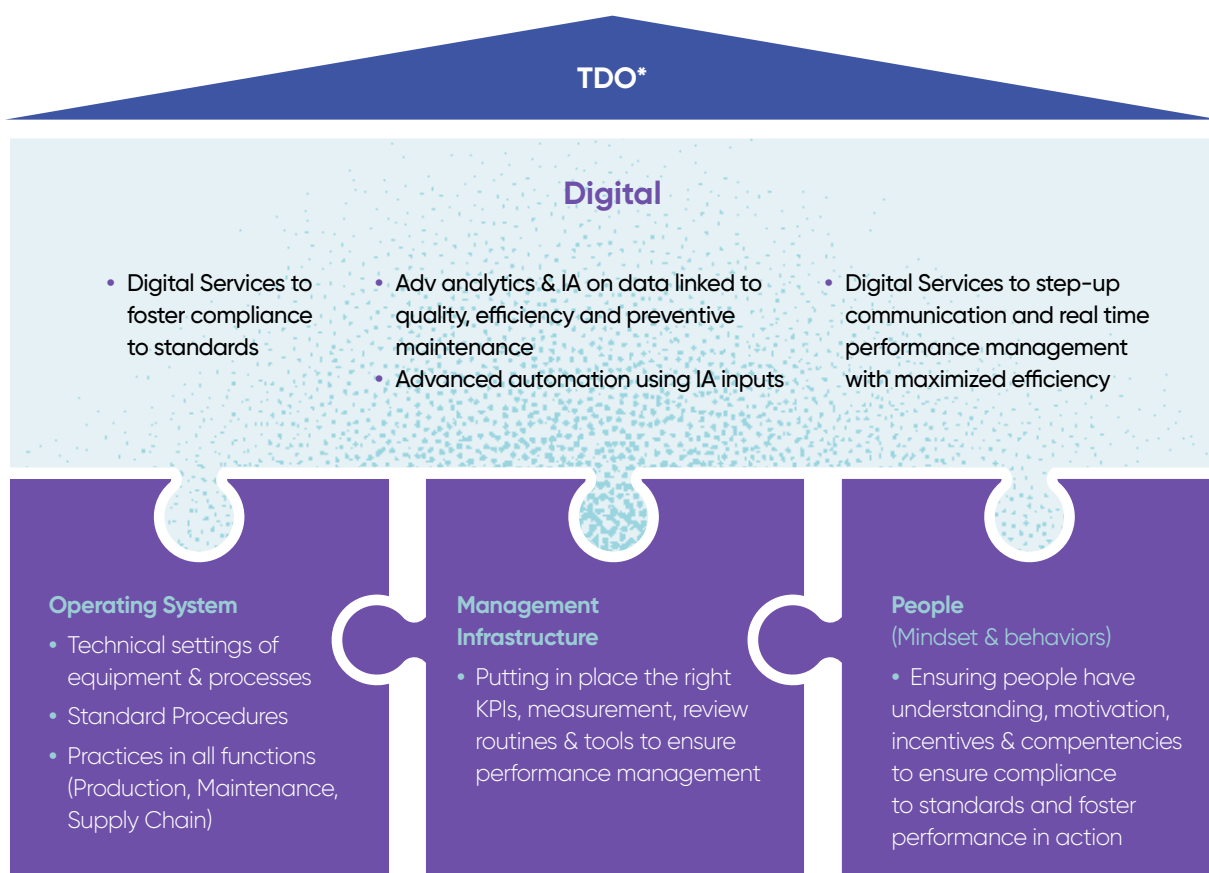 TDO*
Digital
• Digital Services to
foster compliance
to standards
• Adv analytics & IA on data linked to
quality, efficiency and preventive
maintenance
• Advanced automation using IA inputs
• Digital Services to step-up
communication and real time
performance management
with maximized efficiency
Operating System
• Technical settings of
equipment & processes
• Standard Procedures
• Practices in all functions
(Production, Maintenance,
Supply Chain)
Management
Infrastructure
• Putting in place the right
KPIs, measurement, review
routines & tools to ensure
performance management
People
(Mindset & behaviors)
• Ensuring people have
understanding, motivation,
incentives & compentencies
to ensure compliance
to standards and foster
performance in action